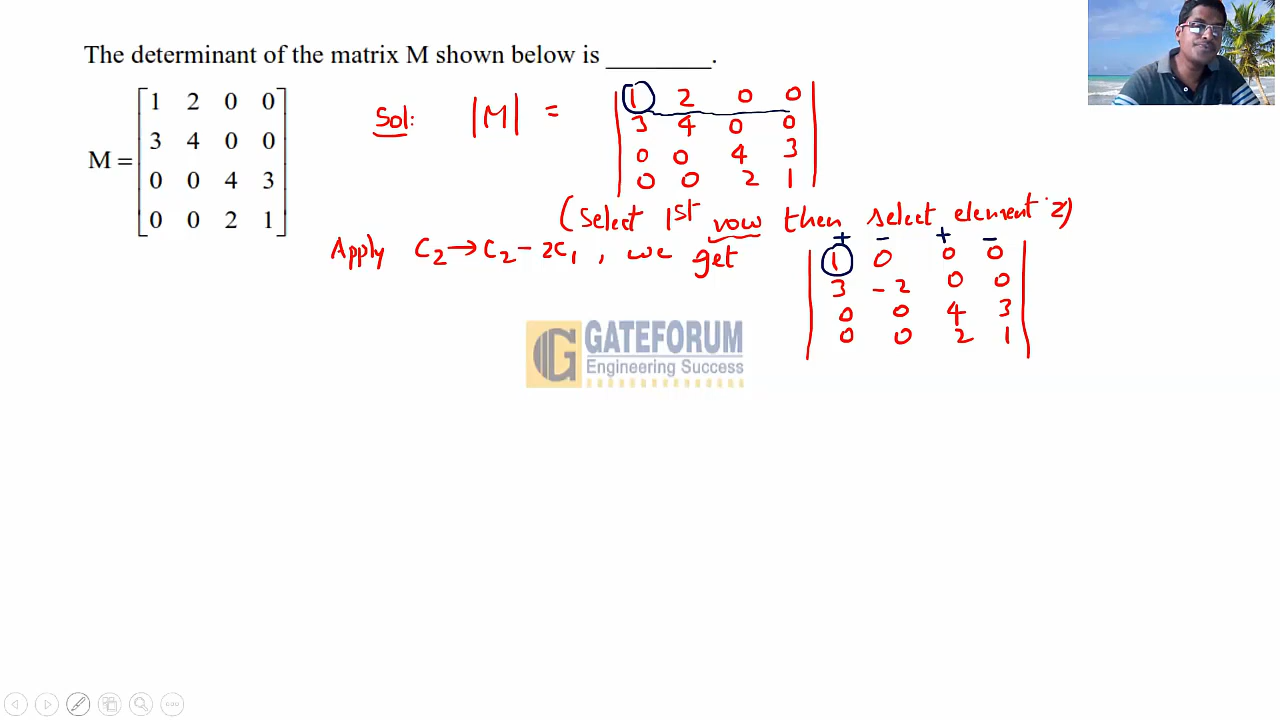 The determinant of the matrix M shown below is ________.
M = [ 1 2 0 0
3 4 0 0
0 0 4 3
0 0 2 1 ]
Sol: |M| = | 1 2 0 0
3 4 0 0
0 0 4 3
0 0 2 1 |
(Select 1st row then select element '2')
Apply C2→C2-2C1, we get
+ - + -
| 1 0 0 0
3 -2 0 0
0 0 4 3
0 0 2 1 |
GATEFORUM
Engineering Success